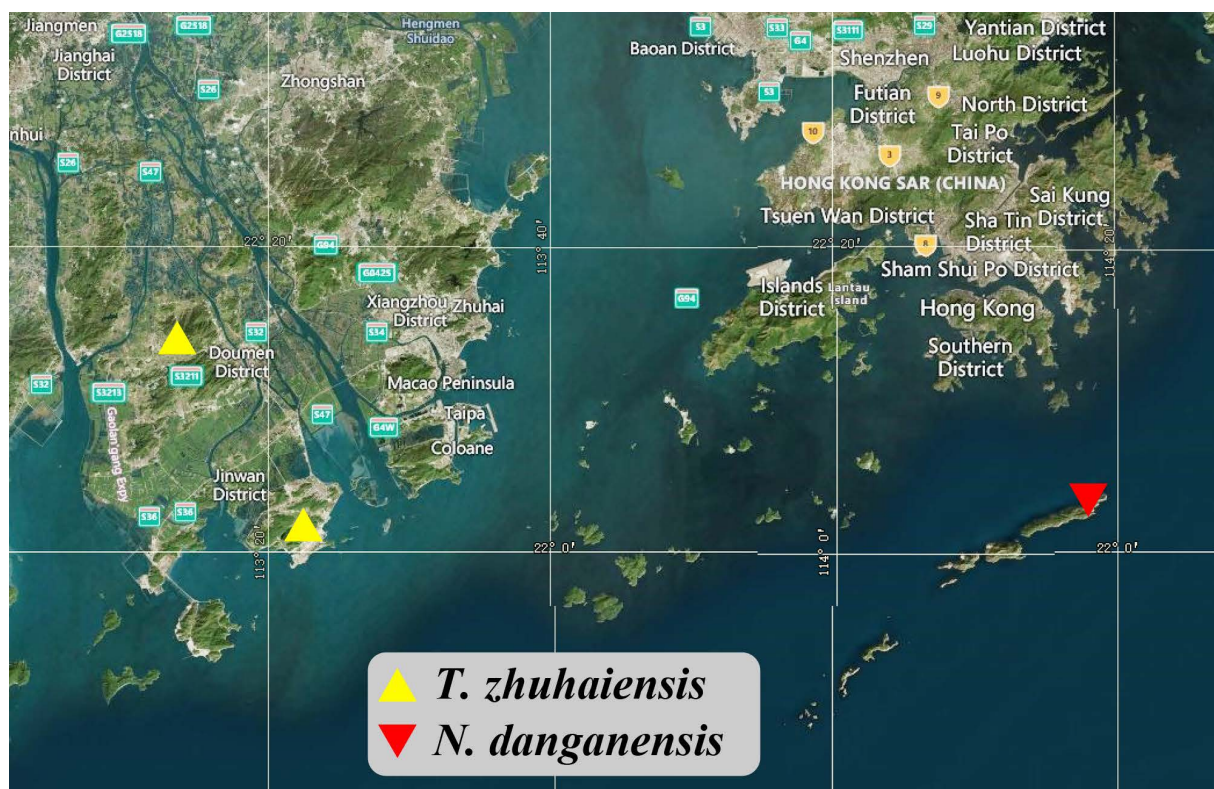 Jiangmen
G2518
G2518
Hengmen
Shuidao
S3
S33
G4
S3111
S29
Yantian District
Baoan District
Shenzhen
Luohu District
Jianghai
District
Zhongshan
S26
S3
Futian
District
9
North District
nhui
10
Tai Po
District
S26
S47
3
HONG KONG SAR (CHINA)
Sai Kung
District
Tsuen Wan District
Sha Tin
District
22° 20'
G94
113° 40'
22° 20'
8
114° 20'
G0425
Sham Shui Po District
Xiangzhou
District
Zhuhai
G94
Islands
District
Lantau
Island
Hong Kong
S32
S34
Doumen
District
Southern
District
S32
S3211
S3213
Macao Peninsula
S47
G4W
Taipa
Coloane
Gaolangang Expy
Jinwan
District
S36
S36
113° 20'
22° 0'
114° 0'
22° 0'
T. zhuhaiensis
N. danganensis